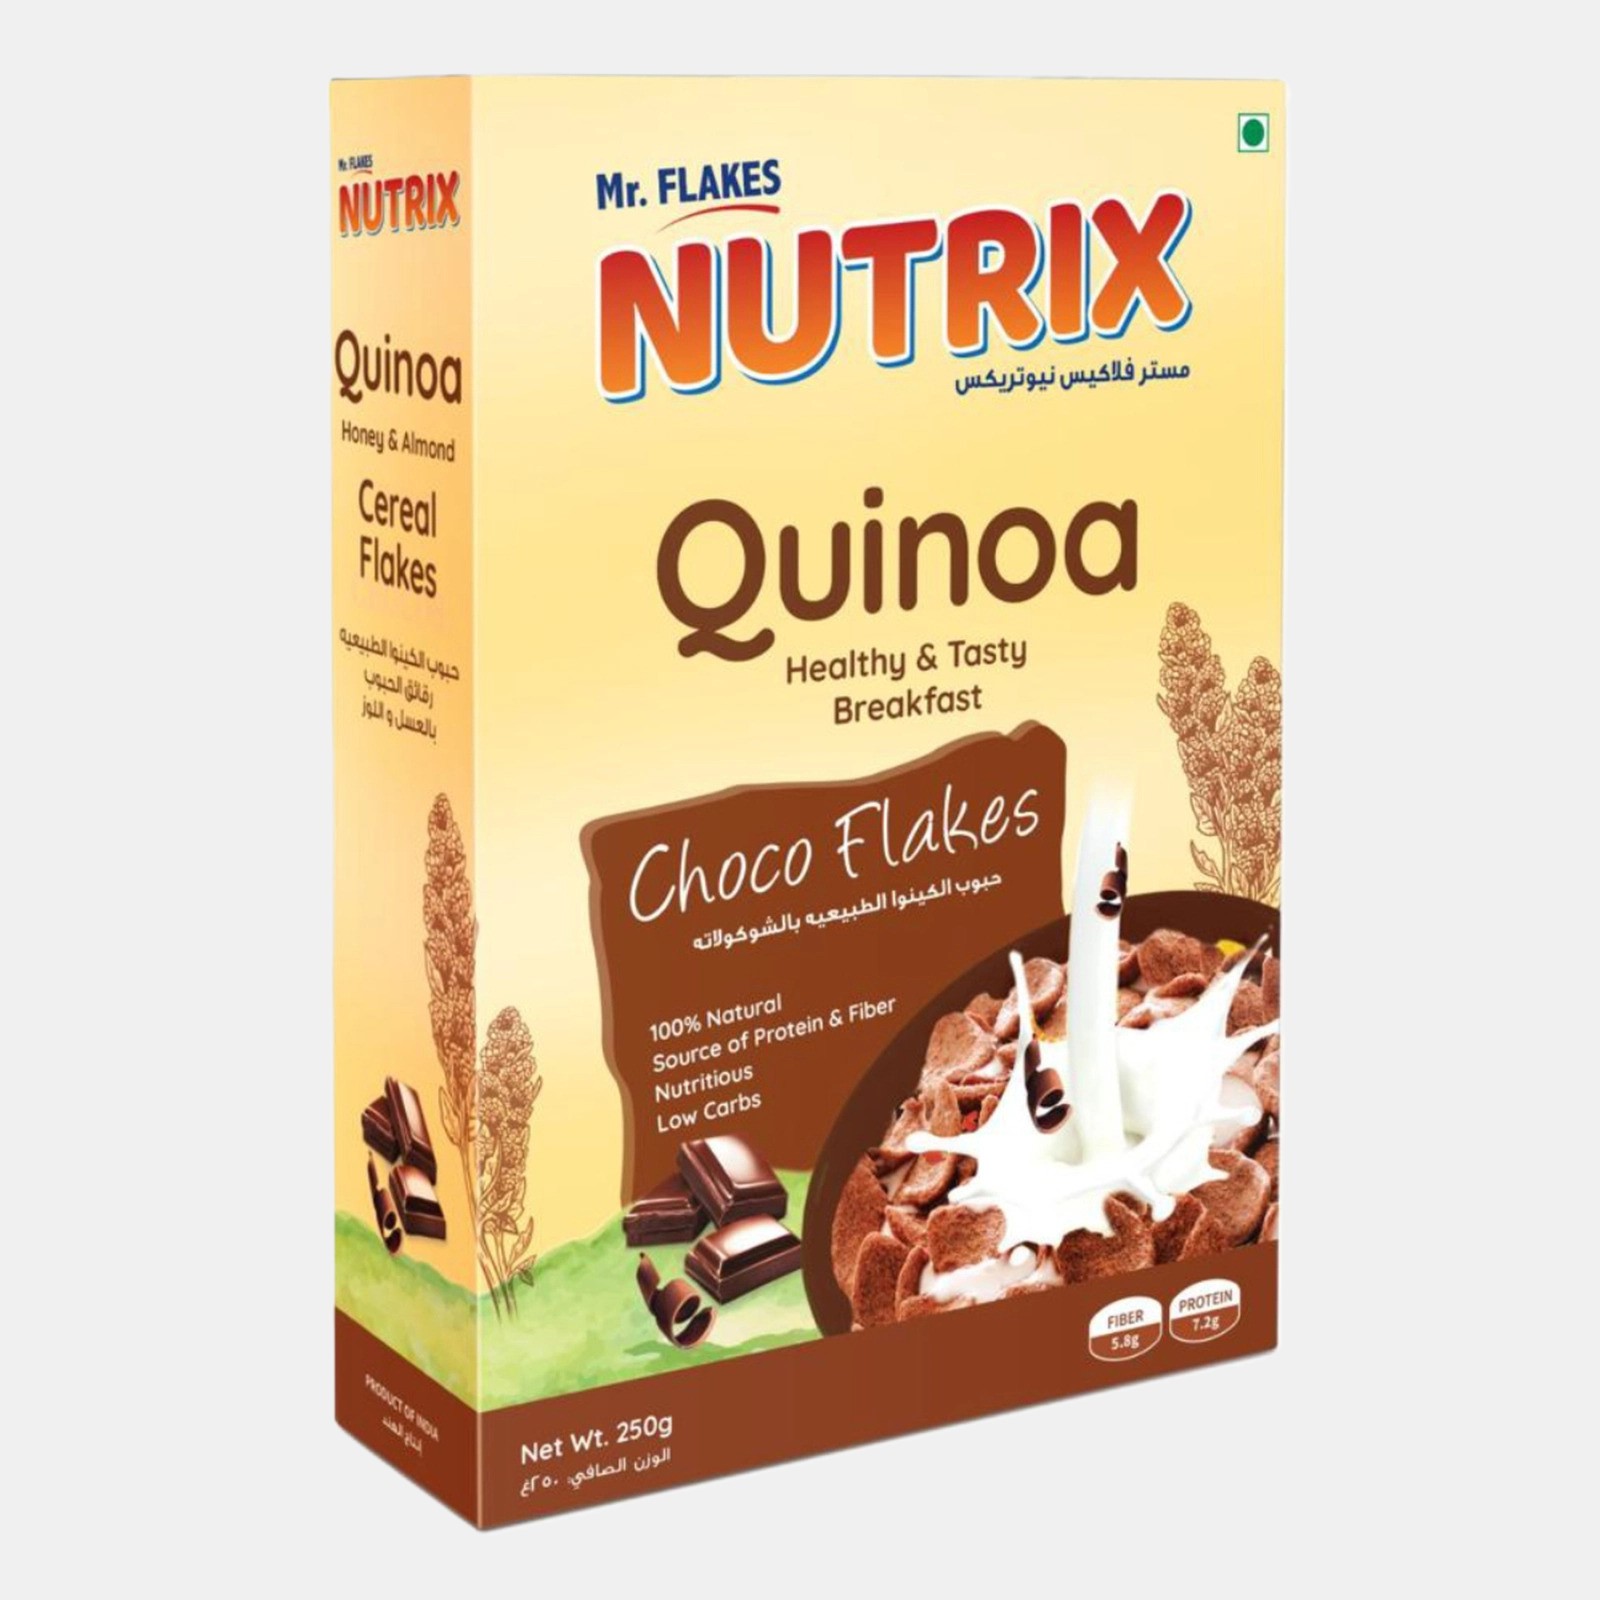 Mr. FLAKES
NUTRIX
Quinoa
Honey & Almond
Cereal
Flakes
حبوب الكينوا الطبيعيه
رقائق الحبوب
بالعسل و اللوز
PRODUCT OF INDIA
إنتاج الهند
Mr. FLAKES
NUTRIX
مستر فلاكيس نيوتريكس
Quinoa
Healthy & Tasty
Breakfast
Choco Flakes
حبوب الكينوا الطبيعيه بالشوكولاته
100% Natural
Source of Protein & Fiber
Nutritious
Low Carbs
FIBER
5.8g
PROTEIN
7.2g
Net Wt. 250g
الوزن الصافي: ٢٥٠غ